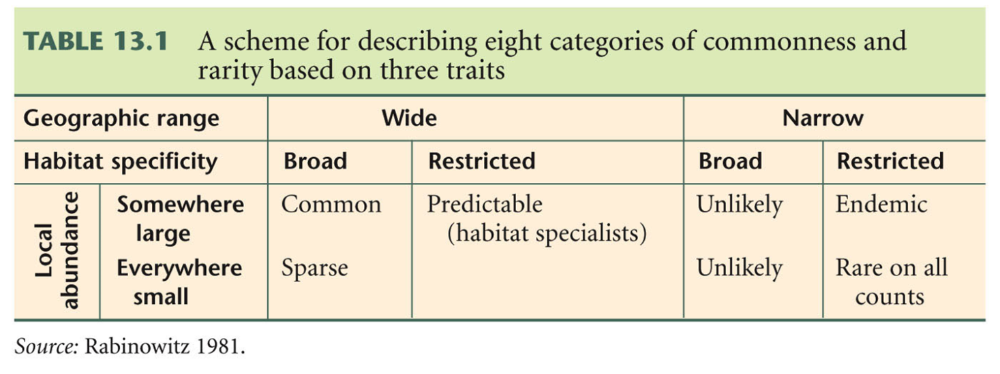 TABLE 13.1 A scheme for describing eight categories of commonness and
rarity based on three traits
Geographic range Wide Narrow
Habitat specificity Broad Restricted Broad Restricted
Local
abundance
Somewhere
large
Common
Predictable
(habitat specialists)
Unlikely
Endemic
Everywhere
small
Sparse
Unlikely
Rare on all
counts
Source: Rabinowitz 1981.